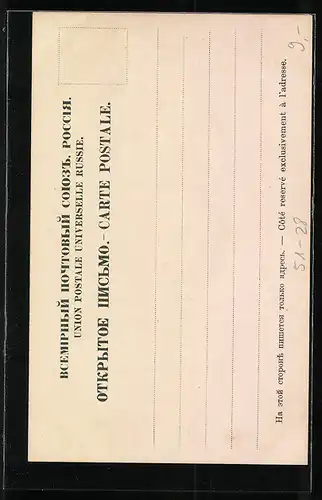 ВСЕМІРНЫЙ ПОЧТОВЫЙ СОЮЗЪ. РОССІЯ.
UNION POSTALE UNIVERSELLE RUSSIE.
ОТКРЫТОЕ ПИСЬМО.—CARTE POSTALE.
На этой сторонѣ пишется только адресъ. — Côté reservé exclusivement à l'adresse.
51-28
9,-